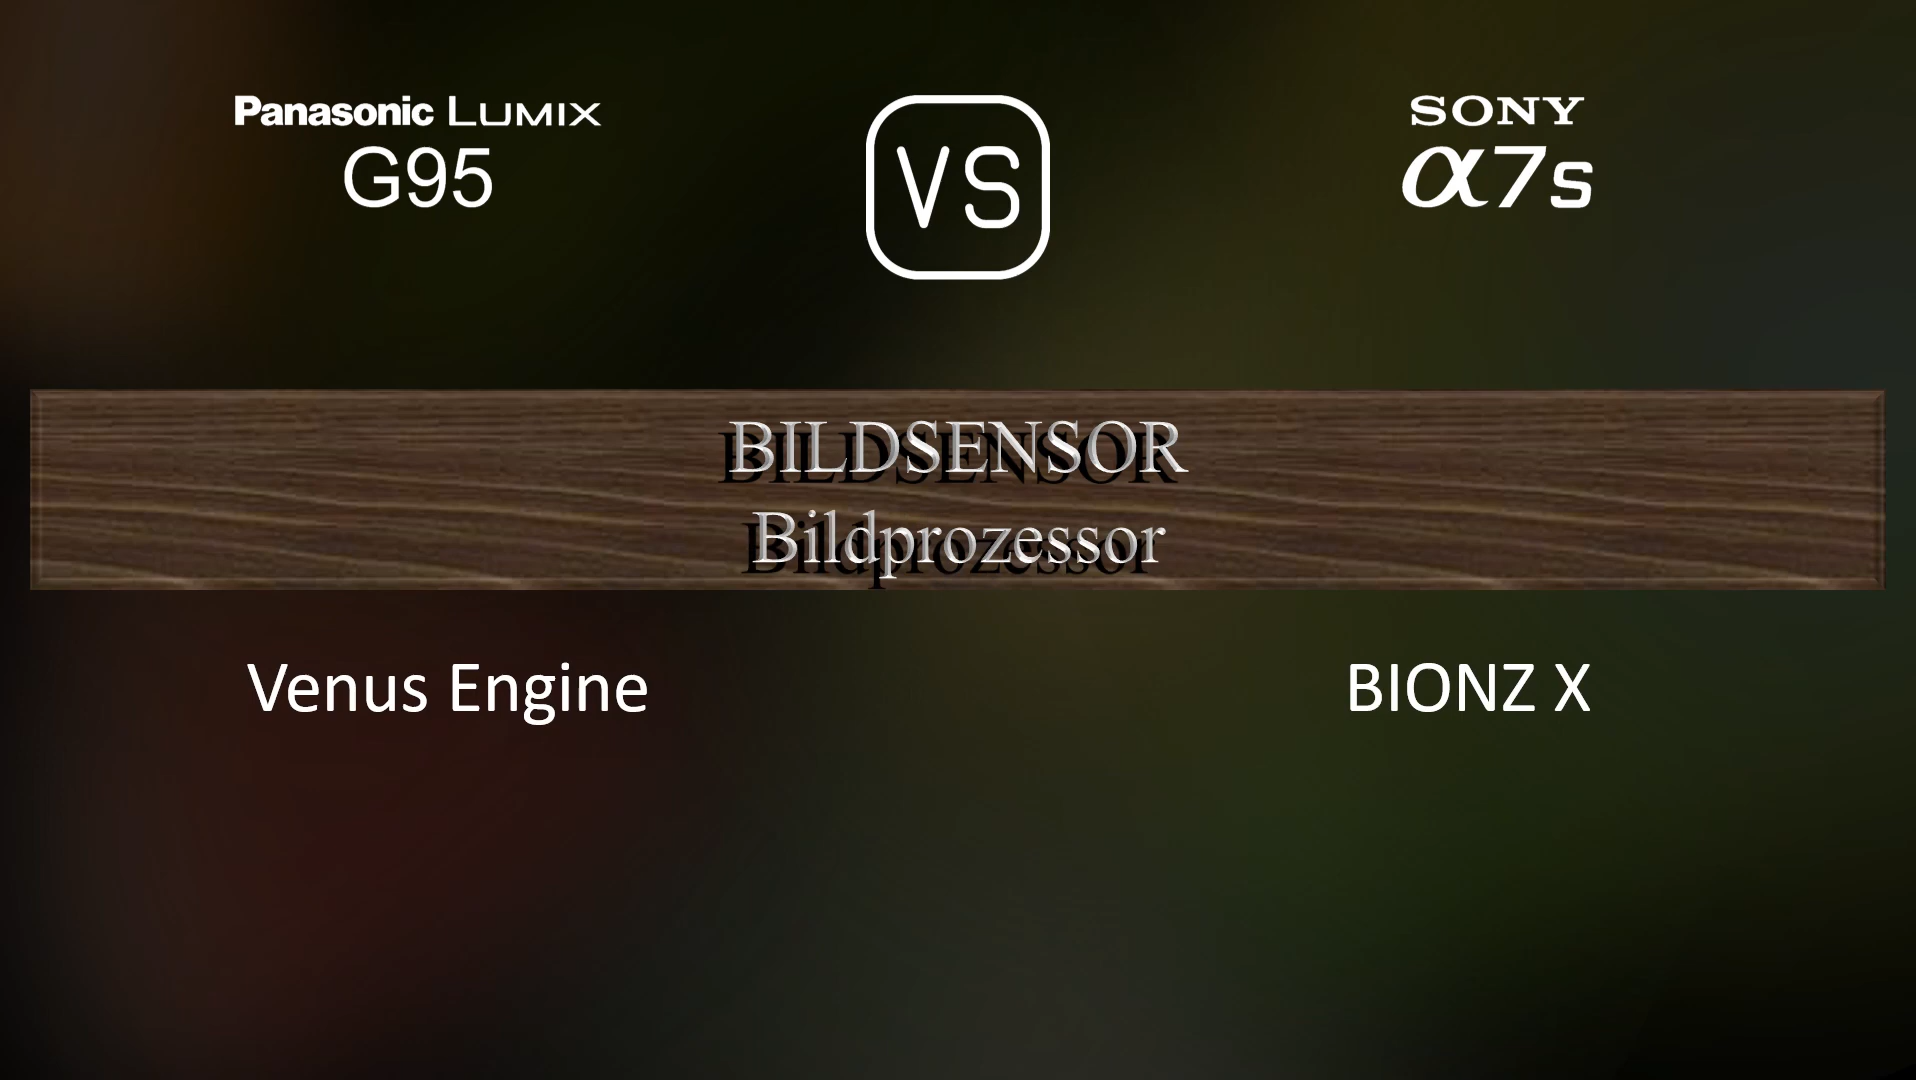 Panasonic LUMIX
G95
VS
SONY
α7s
BILDSENSOR
Bildprozessor
Venus Engine
BIONZ X